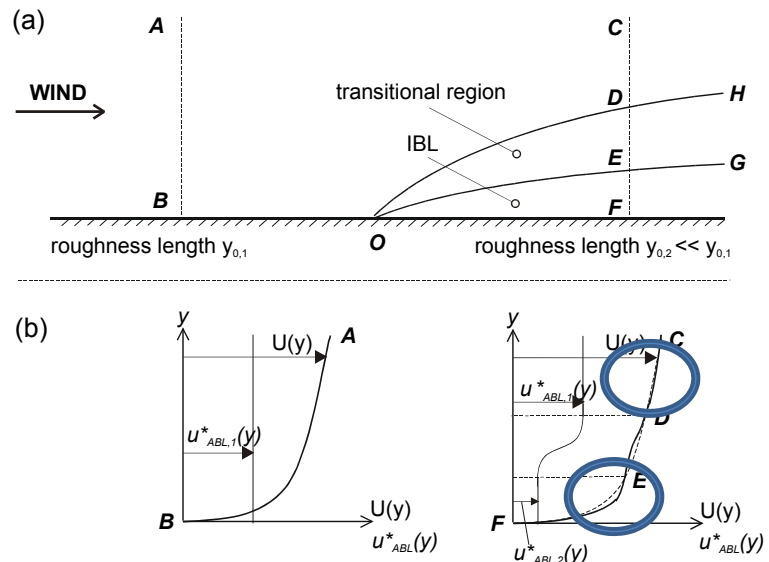 (a)
A
C
WIND
transitional region
D
H
IBL
E
G
B
F
roughness length y₀,₁
O
roughness length y₀,₂ << y₀,₁
(b)
y
A
U(y)
u*ABL,1(y)
B
U(y)
u*ABL(y)
y
C
U(y)
u*ABL,1(y)
D
E
F
U(y)
u*ABL,2(y)
u*ABL(y)